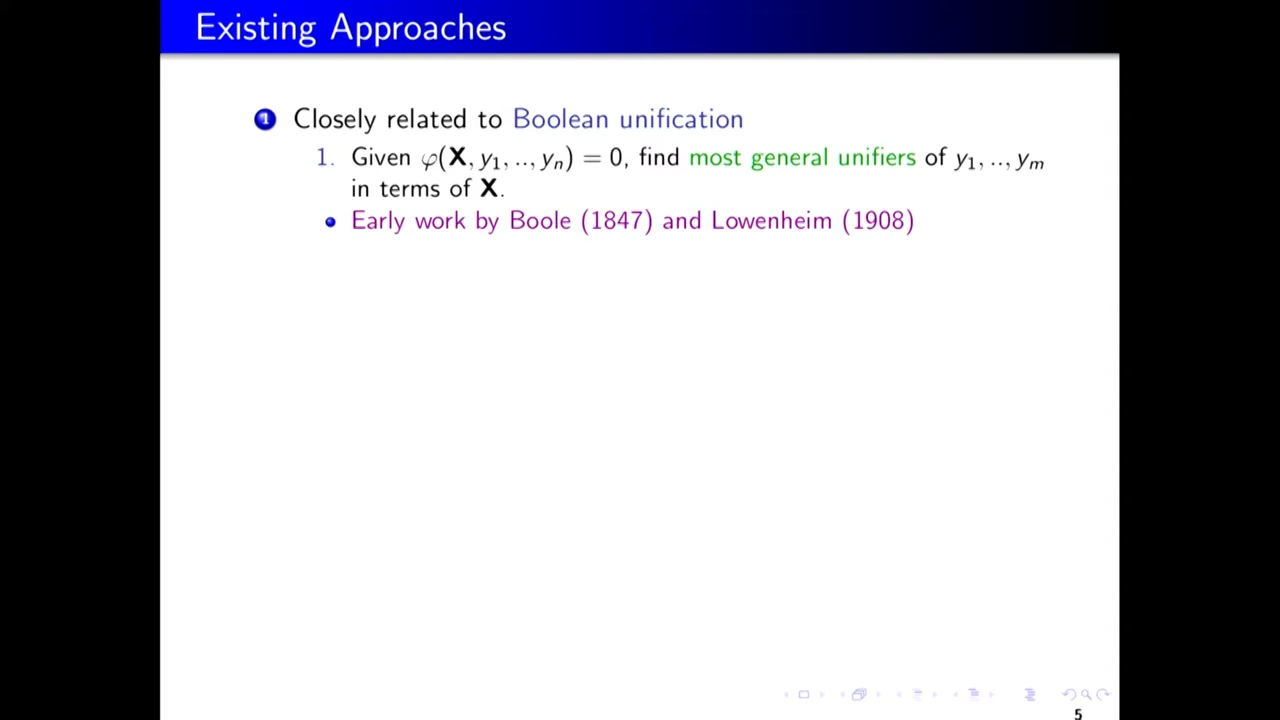 Existing Approaches
1 Closely related to Boolean unification
1. Given φ(X, y₁, .., yₙ) = 0, find most general unifiers of y₁, .., yₘ
in terms of X.
• Early work by Boole (1847) and Lowenheim (1908)
5